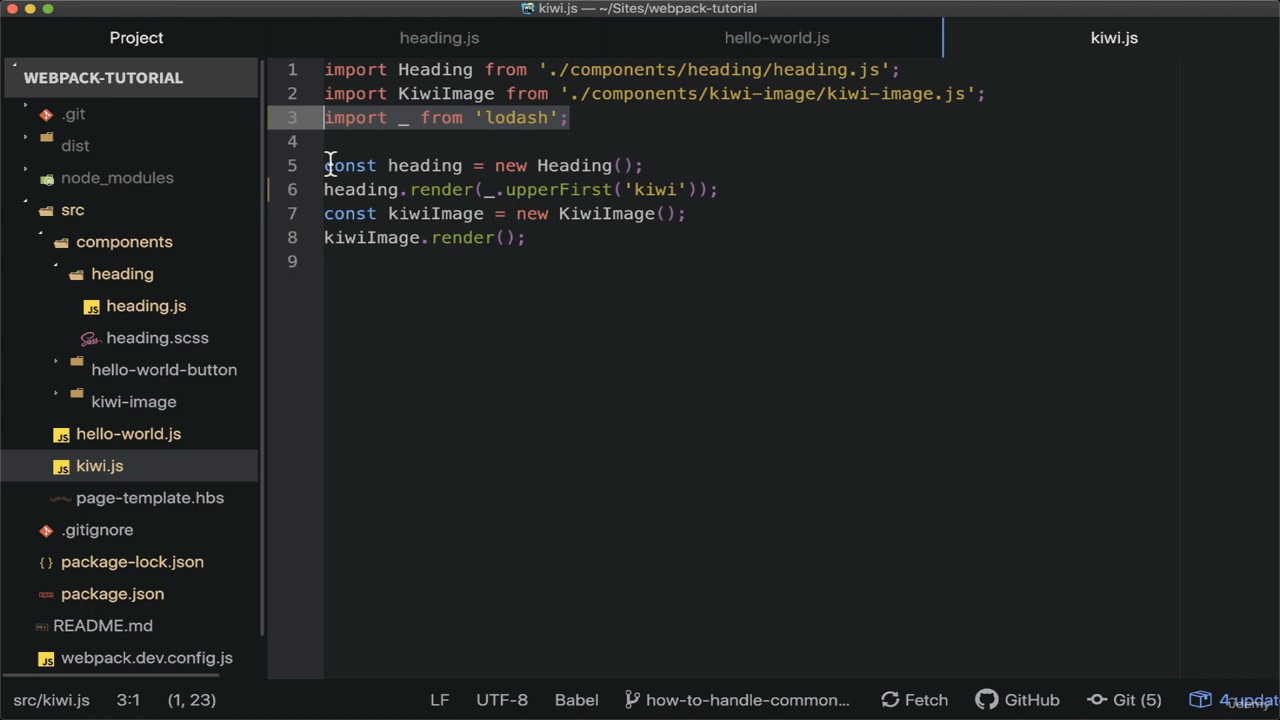 kiwi.js — ~/Sites/webpack-tutorial
Project
heading.js
hello-world.js
kiwi.js
WEBPACK-TUTORIAL
.git
dist
node_modules
src
components
heading
heading.js
heading.scss
hello-world-button
kiwi-image
hello-world.js
kiwi.js
page-template.hbs
.gitignore
package-lock.json
package.json
README.md
webpack.dev.config.js
1 import Heading from './components/heading/heading.js';
2 import KiwiImage from './components/kiwi-image/kiwi-image.js';
3 import _ from 'lodash';
4
5 const heading = new Heading();
6 heading.render(_.upperFirst('kiwi'));
7 const kiwiImage = new KiwiImage();
8 kiwiImage.render();
9
src/kiwi.js 3:1 (1, 23) LF UTF-8 Babel how-to-handle-common... Fetch GitHub Git (5) 4 updat
Udemy